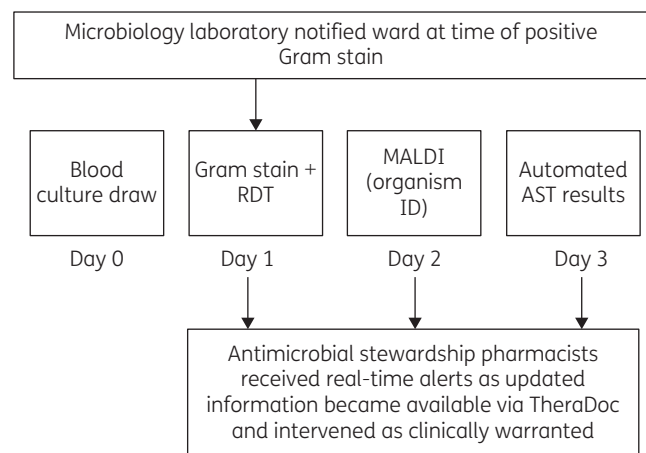 Microbiology laboratory notified ward at time of positive
Gram stain
Blood
culture draw
Gram stain +
RDT
MALDI
(organism
ID)
Automated
AST results
Day 0
Day 1
Day 2
Day 3
Antimicrobial stewardship pharmacists
received real-time alerts as updated
information became available via TheraDoc
and intervened as clinically warranted